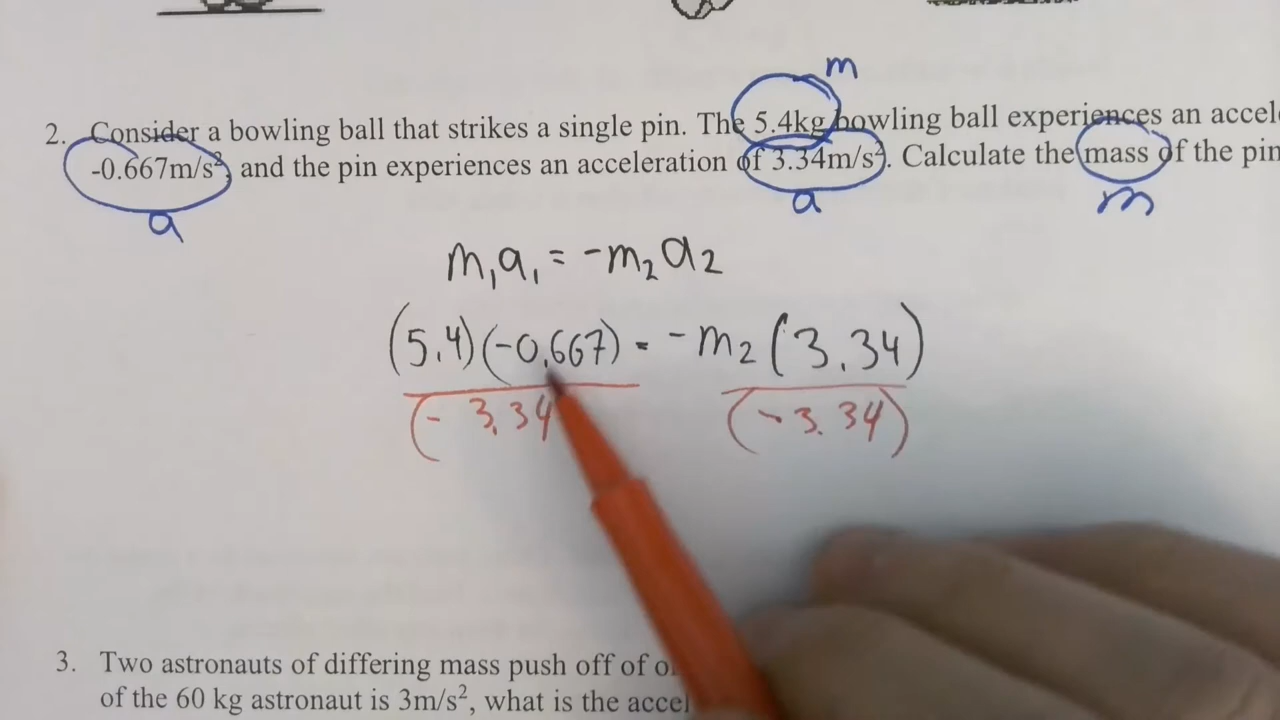 m
2. Consider a bowling ball that strikes a single pin. The 5.4kg bowling ball experiences an accel
-0.667m/s², and the pin experiences an acceleration of 3.34m/s². Calculate the mass of the pin
a a m
m₁a₁ = -m₂a₂
(5.4)(-0.667) = -m₂(3.34)
(-3.34 (-3.34)
3. Two astronauts of differing mass push off of
of the 60 kg astronaut is 3m/s², what is the accel